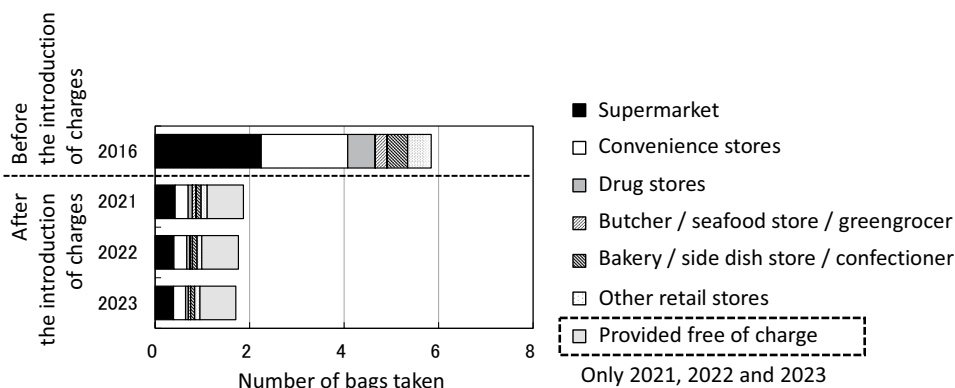 Before
the introduction
of charges
After
the introduction
of charges
2016
2021
2022
2023
0 2 4 6 8
Number of bags taken
Supermarket
Convenience stores
Drug stores
Butcher / seafood store / greengrocer
Bakery / side dish store / confectioner
Other retail stores
Provided free of charge
Only 2021, 2022 and 2023